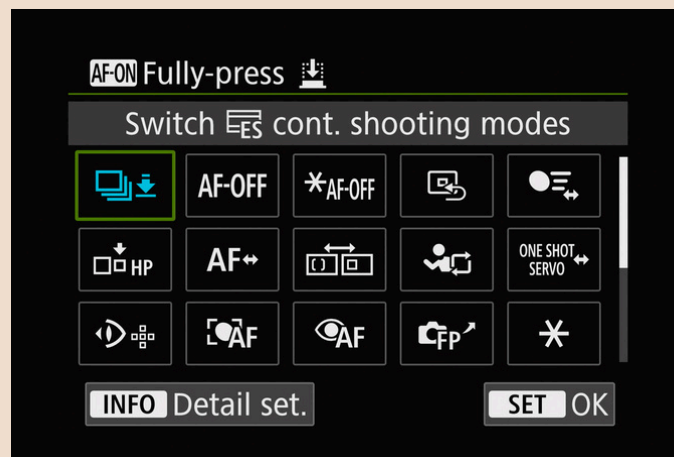 AF-ON Fully-press
Switch ES cont. shooting modes
AF-OFF
AF-OFF
HP
AF
ONE SHOT
SERVO
AF
AF
FP
INFO Detail set.
SET OK